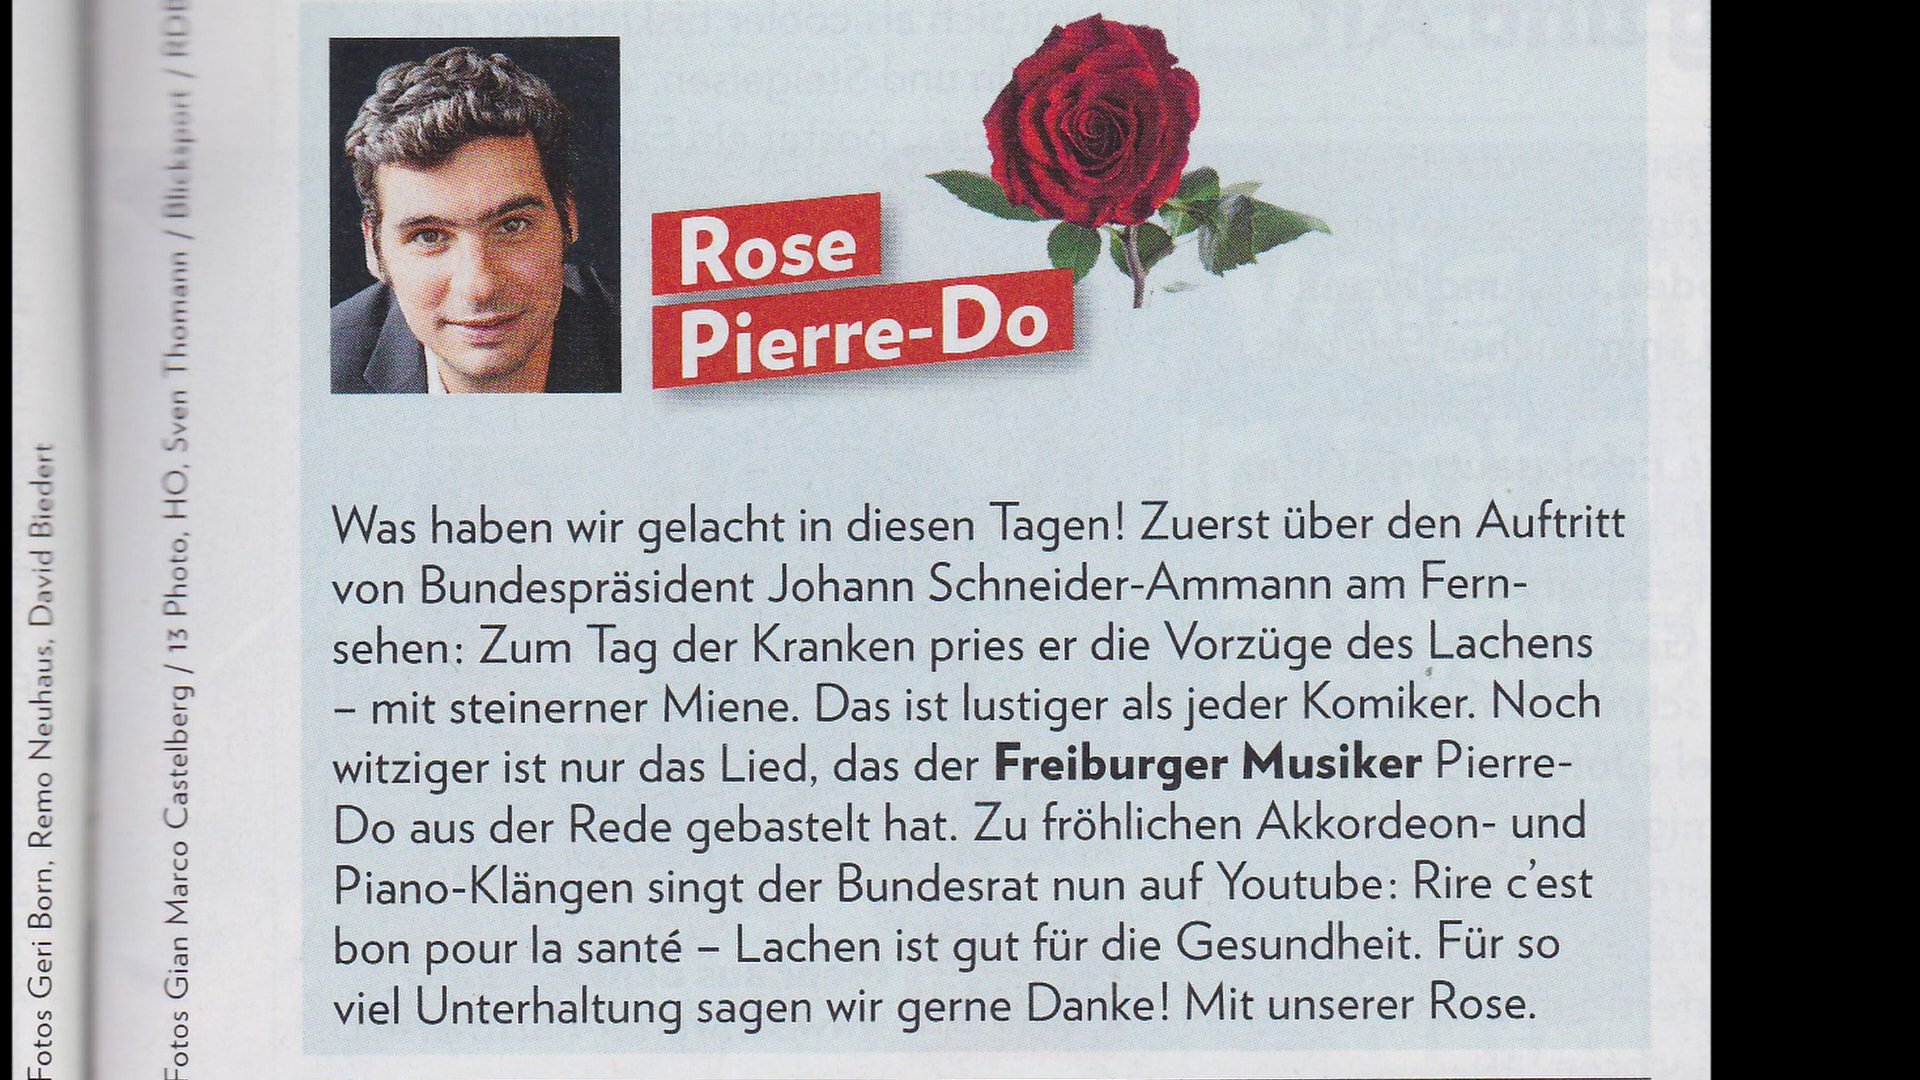 Rose
Pierre-Do
Was haben wir gelacht in diesen Tagen! Zuerst über den Auftritt
von Bundespräsident Johann Schneider-Ammann am Fern-
sehen: Zum Tag der Kranken pries er die Vorzüge des Lachens
– mit steinerner Miene. Das ist lustiger als jeder Komiker. Noch
witziger ist nur das Lied, das der Freiburger Musiker Pierre-
Do aus der Rede gebastelt hat. Zu fröhlichen Akkordeon- und
Piano-Klängen singt der Bundesrat nun auf Youtube: Rire c’est
bon pour la santé – Lachen ist gut für die Gesundheit. Für so
viel Unterhaltung sagen wir gerne Danke! Mit unserer Rose.
Fotos Geri Born, Remo Neuhaus, David Biedert
Fotos Gian Marco Castelberg / 13 Photo, HO, Sven Thomann / Blicksport / RDB